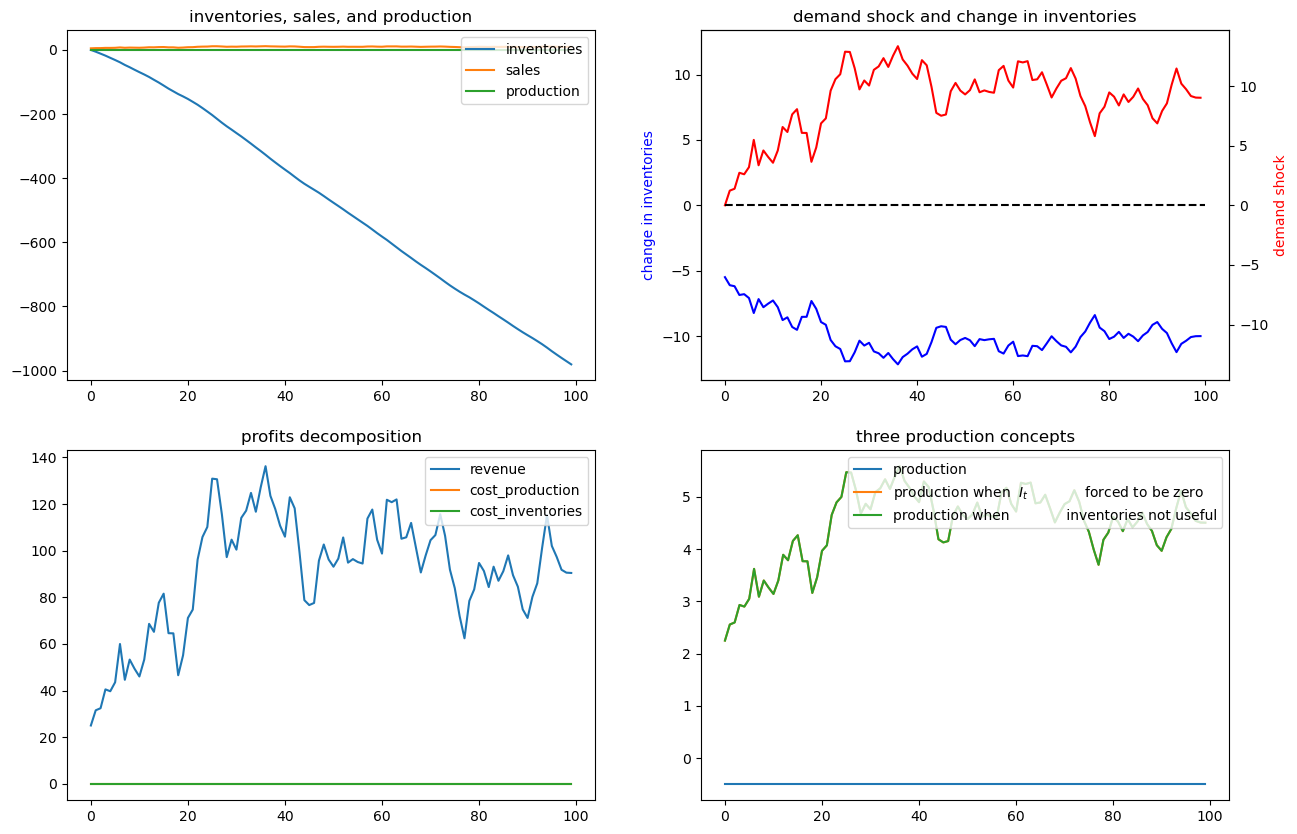 inventories, sales, and production
0
−200
−400
−600
−800
−1000
0 20 40 60 80 100
inventories
sales
production
demand shock and change in inventories
change in inventories
10
5
0
−5
−10
0 20 40 60 80 100
10
5
0
−5
−10
demand shock
profits decomposition
140
120
100
80
60
40
20
0
0 20 40 60 80 100
revenue
cost_production
cost_inventories
three production concepts
5
4
3
2
1
0
0 20 40 60 80 100
production
production when I_t forced to be zero
production when inventories not useful